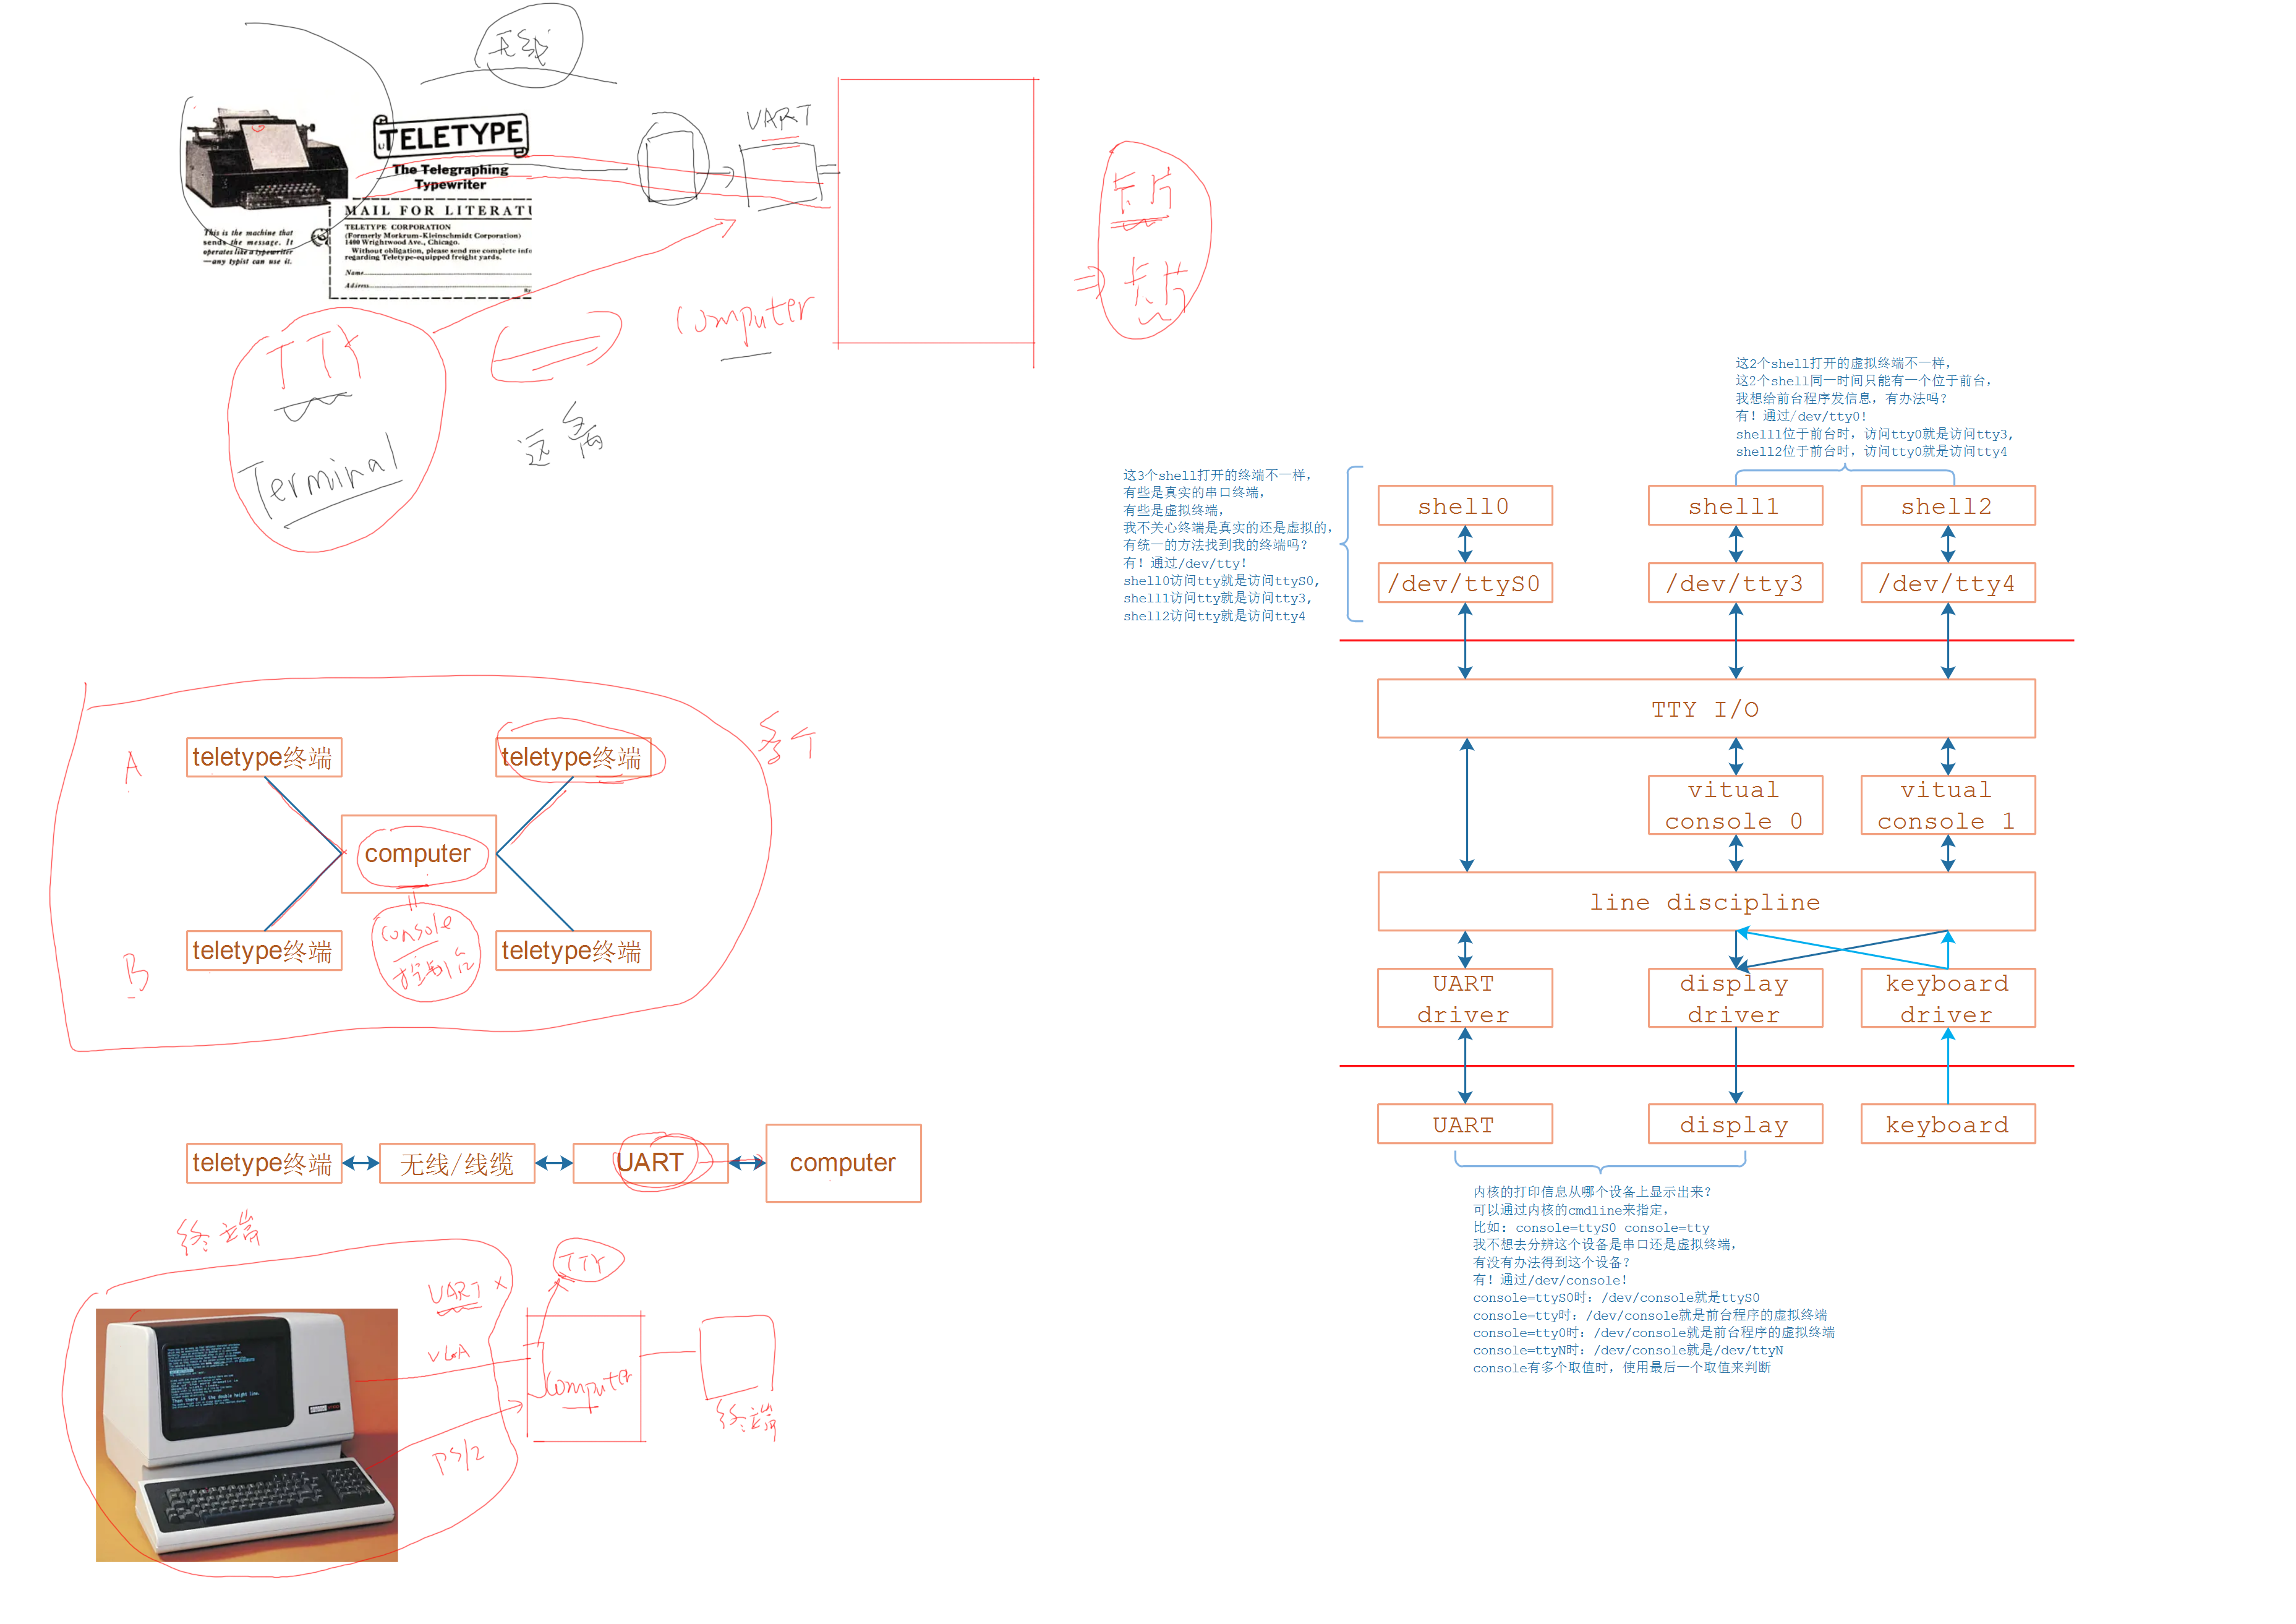 无线
TELETYPE
The Telegraphing
Typewriter
MAIL FOR LITERATU
TELETYPE CORPORATION
(Formerly Morkrum-Kleinschmidt Corporation)
1400 Wrightwood Ave., Chicago.
Without obligation, please send me complete info
regarding Teletype-equipped freight yards.
Name
Address
This is the machine that
sends the message. It
operates like a typewriter
—any typist can use it.
UART
卡片
⇒卡片
computer
TTY
Terminal
远端
A
B
多个
teletype终端
teletype终端
computer
console
控制台
teletype终端
teletype终端
teletype终端
无线/线缆
UART
computer
终端
UART ×
VGA
PS/2
TTY
Computer
终端
这2个shell打开的虚拟终端不一样，
这2个shell同一时间只能有一个位于前台，
我想给前台程序发信息，有办法吗？
有！通过/dev/tty0！
shell1位于前台时，访问tty0就是访问tty3,
shell2位于前台时，访问tty0就是访问tty4
这3个shell打开的终端不一样，
有些是真实的串口终端，
有些是虚拟终端，
我不关心终端是真实的还是虚拟的，
有统一的方法找到我的终端吗？
有！通过/dev/tty！
shell0访问tty就是访问ttyS0,
shell1访问tty就是访问tty3,
shell2访问tty就是访问tty4
shell0
shell1
shell2
/dev/ttyS0
/dev/tty3
/dev/tty4
TTY I/O
vitual
console 0
vitual
console 1
line discipline
UART
driver
display
driver
keyboard
driver
UART
display
keyboard
内核的打印信息从哪个设备上显示出来？
可以通过内核的cmdline来指定，
比如: console=ttyS0 console=tty
我不想去分辨这个设备是串口还是虚拟终端，
有没有办法得到这个设备？
有！通过/dev/console！
console=ttyS0时：/dev/console就是ttyS0
console=tty时：/dev/console就是前台程序的虚拟终端
console=tty0时：/dev/console就是前台程序的虚拟终端
console=ttyN时：/dev/console就是/dev/ttyN
console有多个取值时，使用最后一个取值来判断